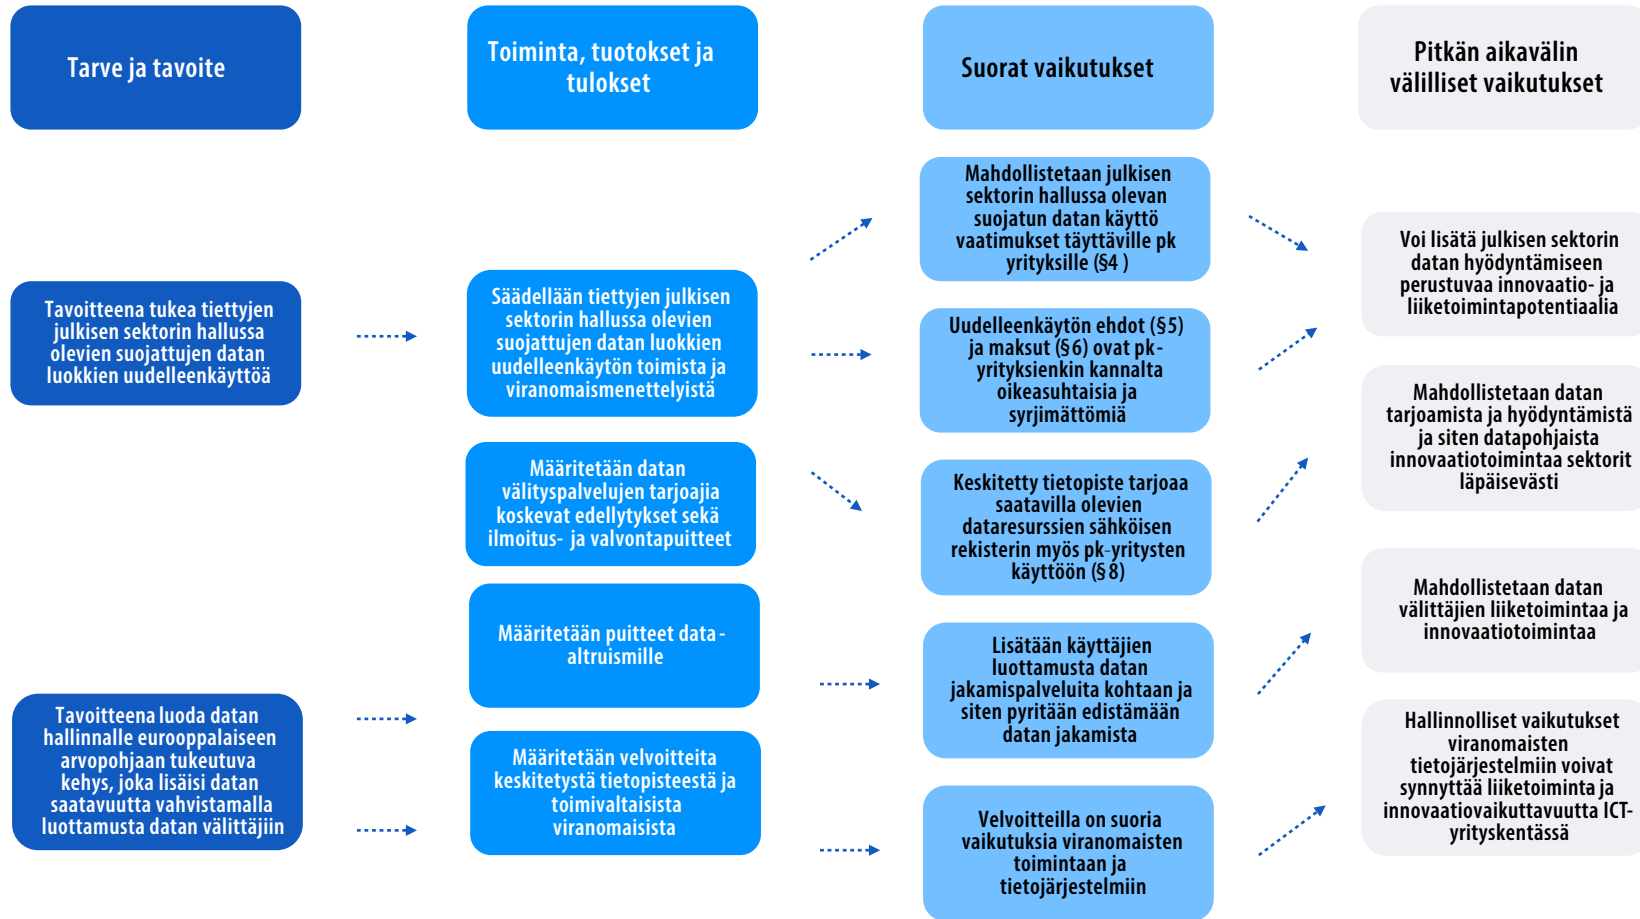 Tarve ja tavoite
Toiminta, tuotokset ja
tulokset
Suorat vaikutukset
Pitkän aikavälin
välilliset vaikutukset
Tavoitteena tukea tiettyjen
julkisen sektorin hallussa
olevien suojattujen datan
luokkien uudelleenkäyttöä
Tavoitteena luoda datan
hallinnalle eurooppalaiseen
arvopohjaan tukeutuva
kehys, joka lisäisi datan
saatavuutta vahvistamalla
luottamusta datan välittäjiin
Säädellään tiettyjen julkisen
sektorin hallussa olevien
suojattujen datan luokkien
uudelleenkäytön toimista ja
viranomaismenettelyistä
Määritetään datan
välityspalvelujen tarjoajia
koskevat edellytykset sekä
ilmoitus- ja valvontapuitteet
Määritetään puitteet data-
altruismille
Määritetään velvoitteita
keskitetystä tietopisteestä ja
toimivaltaisista
viranomaisista
Mahdollistetaan julkisen
sektorin hallussa olevan
suojatun datan käyttö
vaatimukset täyttäville pk
yrityksille (§4 )
Uudelleenkäytön ehdot (§5)
ja maksut (§6) ovat pk-
yrityksienkin kannalta
oikeasuhtaisia ja
syrjimättömiä
Keskitetty tietopiste tarjoaa
saatavilla olevien
dataresurssien sähköisen
rekisterin myös pk-yritysten
käyttöön (§8)
Lisätään käyttäjien
luottamusta datan
jakamispalveluita kohtaan ja
siten pyritään edistämään
datan jakamista
Velvoitteilla on suoria
vaikutuksia viranomaisten
toimintaan ja
tietojärjestelmiin
Voi lisätä julkisen sektorin
datan hyödyntämiseen
perustuvaa innovaatio- ja
liiketoimintapotentiaalia
Mahdollistetaan datan
tarjoamista ja hyödyntämistä
ja siten datapohjaista
innovaatiotoimintaa sektorit
läpäisevästi
Mahdollistetaan datan
välittäjien liiketoimintaa ja
innovaatiotoimintaa
Hallinnolliset vaikutukset
viranomaisten
tietojärjestelmiin voivat
synnyttää liiketoiminta ja
innovaatiovaikuttavuutta ICT-
yrityskentässä